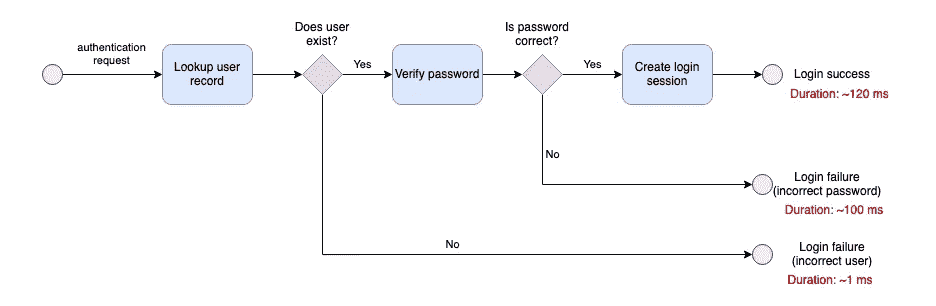 Does user
exist?
Is password
correct?
authentication
request
Lookup user
record
Yes
Verify password
Yes
Create login
session
Login success
Duration: ~120 ms
No
Login failure
(incorrect password)
Duration: ~100 ms
No
Login failure
(incorrect user)
Duration: ~1 ms